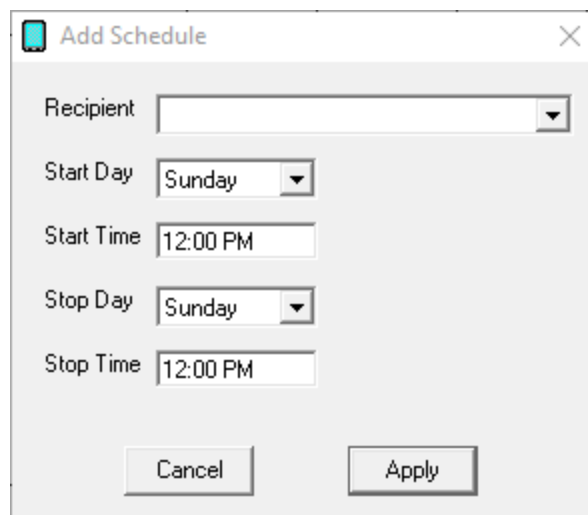 Add Schedule
Recipient
Start Day Sunday
Start Time 12:00 PM
Stop Day Sunday
Stop Time 12:00 PM
Cancel Apply